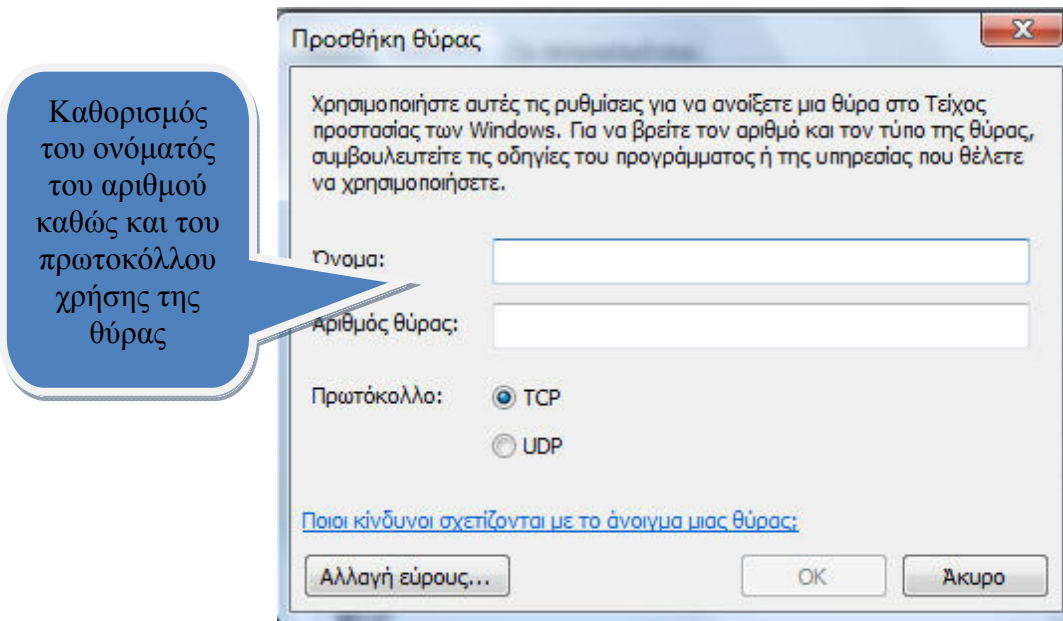 Προσθήκη θύρας
Καθορισμός
του ονόματός
του αριθμού
καθώς και του
πρωτοκόλλου
χρήσης της
θύρας
Χρησιμοποιήστε αυτές τις ρυθμίσεις για να ανοίξετε μια θύρα στο Τείχος
προστασίας των Windows. Για να βρείτε τον αριθμό και τον τύπο της θύρας,
συμβουλευτείτε τις οδηγίες του προγράμματος ή της υπηρεσίας που θέλετε
να χρησιμοποιήσετε.
Όνομα:
Αριθμός θύρας:
Πρωτόκολλο: TCP
UDP
Ποιοι κίνδυνοι σχετίζονται με το άνοιγμα μιας θύρας;
Αλλαγή εύρους... OK Άκυρο